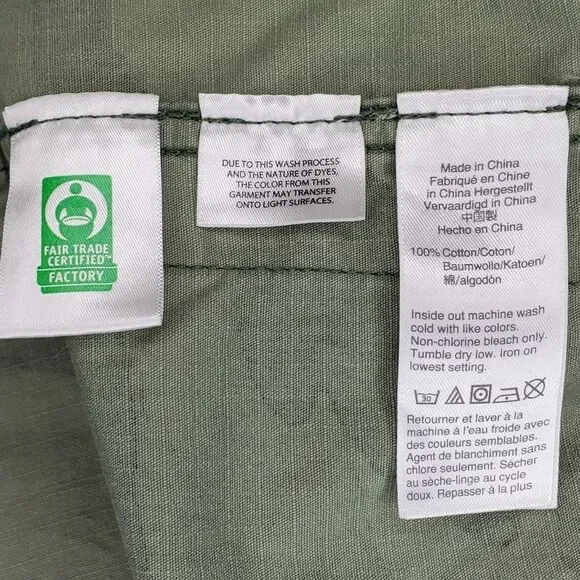 FAIR TRADE
CERTIFIED™
FACTORY
DUE TO THIS WASH PROCESS
AND THE NATURE OF DYES,
THE COLOR FROM THIS
GARMENT MAY TRANSFER
ONTO LIGHT SURFACES.
Made in China
Fabriqué en Chine
in China Hergestellt
Vervaardigd in China
中国製
Hecho en China
100% Cotton/Coton/
Baumwolle/Katoen/
綿/algodón
Inside out machine wash
cold with like colors.
Non-chlorine bleach only.
Tumble dry low. Iron on
lowest setting.
30
Retourner et laver à la
machine à l'eau froide avec
des couleurs semblables.
Agent de blanchiment sans
chlore seulement. Sécher
au sèche-linge au cycle
doux. Repasser à la plus